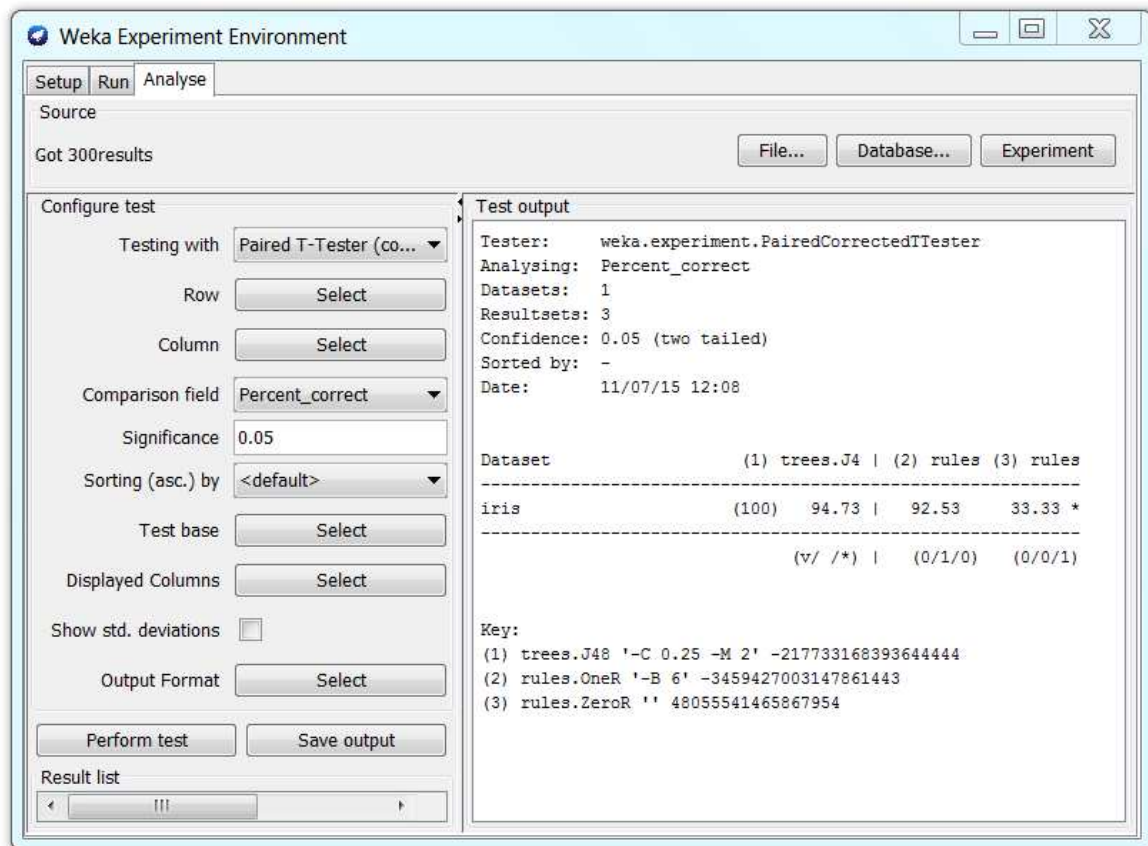 Weka Experiment Environment
Setup Run Analyse
Source
Got 300results
File... Database... Experiment
Configure test
Testing with Paired T-Tester (co...
Row Select
Column Select
Comparison field Percent_correct
Significance 0.05
Sorting (asc.) by <default>
Test base Select
Displayed Columns Select
Show std. deviations
Output Format Select
Perform test Save output
Result list
Test output
Tester: weka.experiment.PairedCorrectedTTester
Analysing: Percent_correct
Datasets: 1
Resultsets: 3
Confidence: 0.05 (two tailed)
Sorted by: -
Date: 11/07/15 12:08
Dataset (1) trees.J4 | (2) rules (3) rules
------------------------------------------------------------
iris (100) 94.73 | 92.53 33.33 *
------------------------------------------------------------
(v/ /*) | (0/1/0) (0/0/1)
Key:
(1) trees.J48 '-C 0.25 -M 2' -217733168393644444
(2) rules.OneR '-B 6' -3459427003147861443
(3) rules.ZeroR '' 48055541465867954